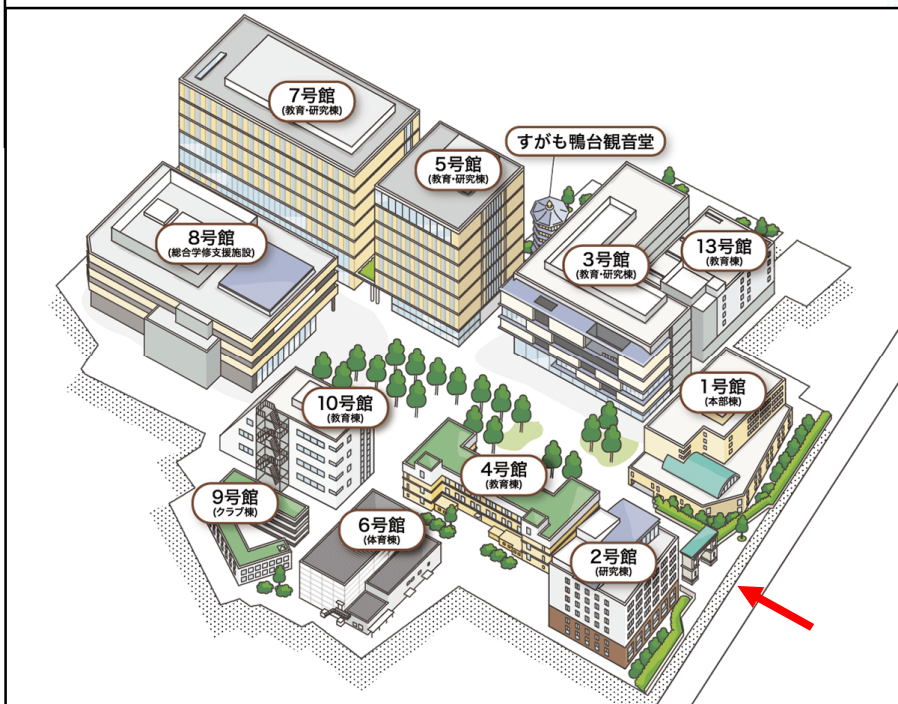 7号館
(教育・研究棟)
5号館
(教育・研究棟)
すがも鴨台観音堂
8号館
(総合学修支援施設)
3号館
(教育・研究棟)
13号館
(教育棟)
1号館
(本部棟)
10号館
(教育棟)
4号館
(教育棟)
9号館
(クラブ棟)
6号館
(体育棟)
2号館
(研究棟)